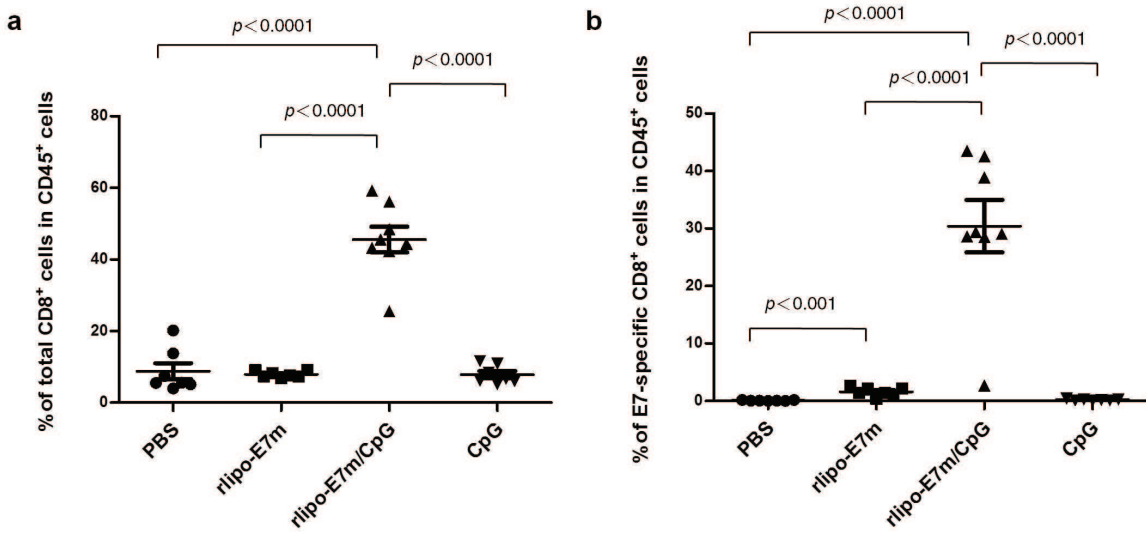 a
p<0.0001
p<0.0001
p<0.0001
% of total CD8+ cells in CD45+ cells
80
60
40
20
0
PBS
rlipo-E7m
rlipo-E7m/CpG
CpG
b
p<0.0001
p<0.0001
p<0.0001
p<0.001
% of E7-specific CD8+ cells in CD45+ cells
50
40
30
20
10
0
PBS
rlipo-E7m
rlipo-E7m/CpG
CpG